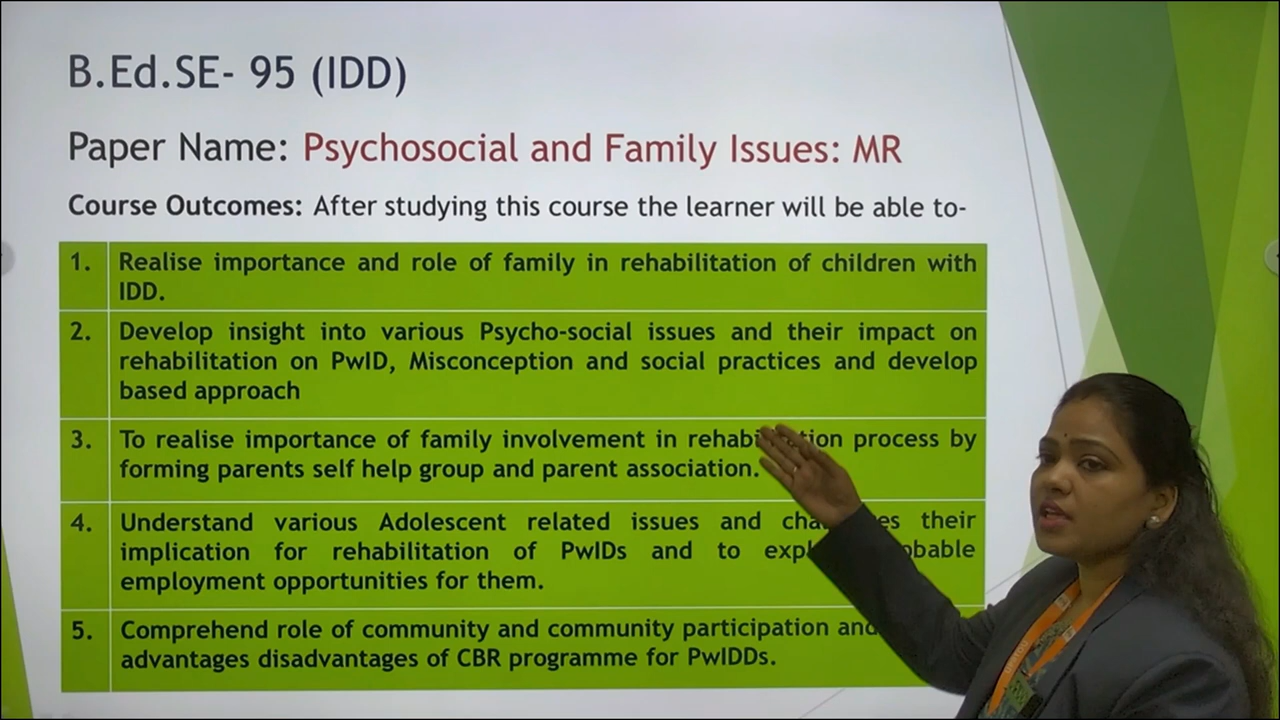 B.Ed.SE- 95 (IDD)
Paper Name: Psychosocial and Family Issues: MR
Course Outcomes: After studying this course the learner will be able to-
1. Realise importance and role of family in rehabilitation of children with
IDD.
2. Develop insight into various Psycho-social issues and their impact on
rehabilitation on PwID, Misconception and social practices and develop
based approach
3. To realise importance of family involvement in process by
forming parents self help group and parent association.
4. Understand various Adolescent related issues and their
implication for rehabilitation of PwIDs and to
employment opportunities for them.
5. Comprehend role of community and community participation and
advantages disadvantages of CBR programme for PwIDDs.